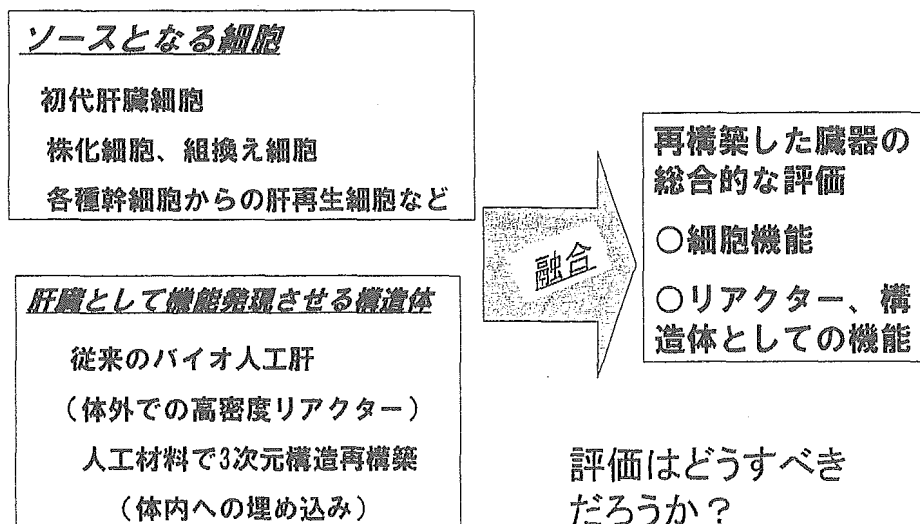 ソースとなる細胞
初代肝臓細胞
株化細胞、組換え細胞
各種幹細胞からの肝再生細胞など
肝臓として機能発現させる構造体
従来のバイオ人工肝
（体外での高密度リアクター）
人工材料で3次元構造再構築
（体内への埋め込み）
融合
再構築した臓器の
総合的な評価
○細胞機能
○リアクター、構
造体としての機能
評価はどうすべき
だろうか？